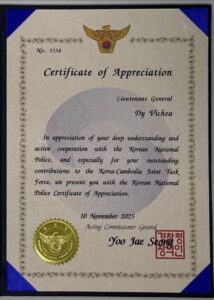 No. 3334
Certificate of Appreciation
Lieutenant General
Dy Vichea
In appreciation of your deep understanding and
action cooperation with the Korean National
Police, and especially for your outstanding
contributions to the Korea-Cambodia Joint Task
Force, we present you with the Korean National
Police Certificate of Appreciation.
10 November 2025
Acting Commissioner General
Yoo Jae Seong